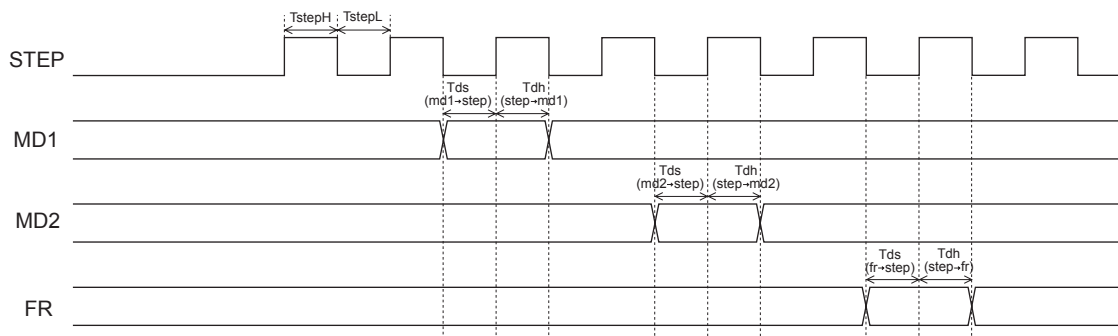 TstepH TstepL
STEP
Tds Tdh
(md1→step) (step→md1)
MD1
Tds Tdh
(md2→step) (step→md2)
MD2
Tds Tdh
(fr→step) (step→fr)
FR